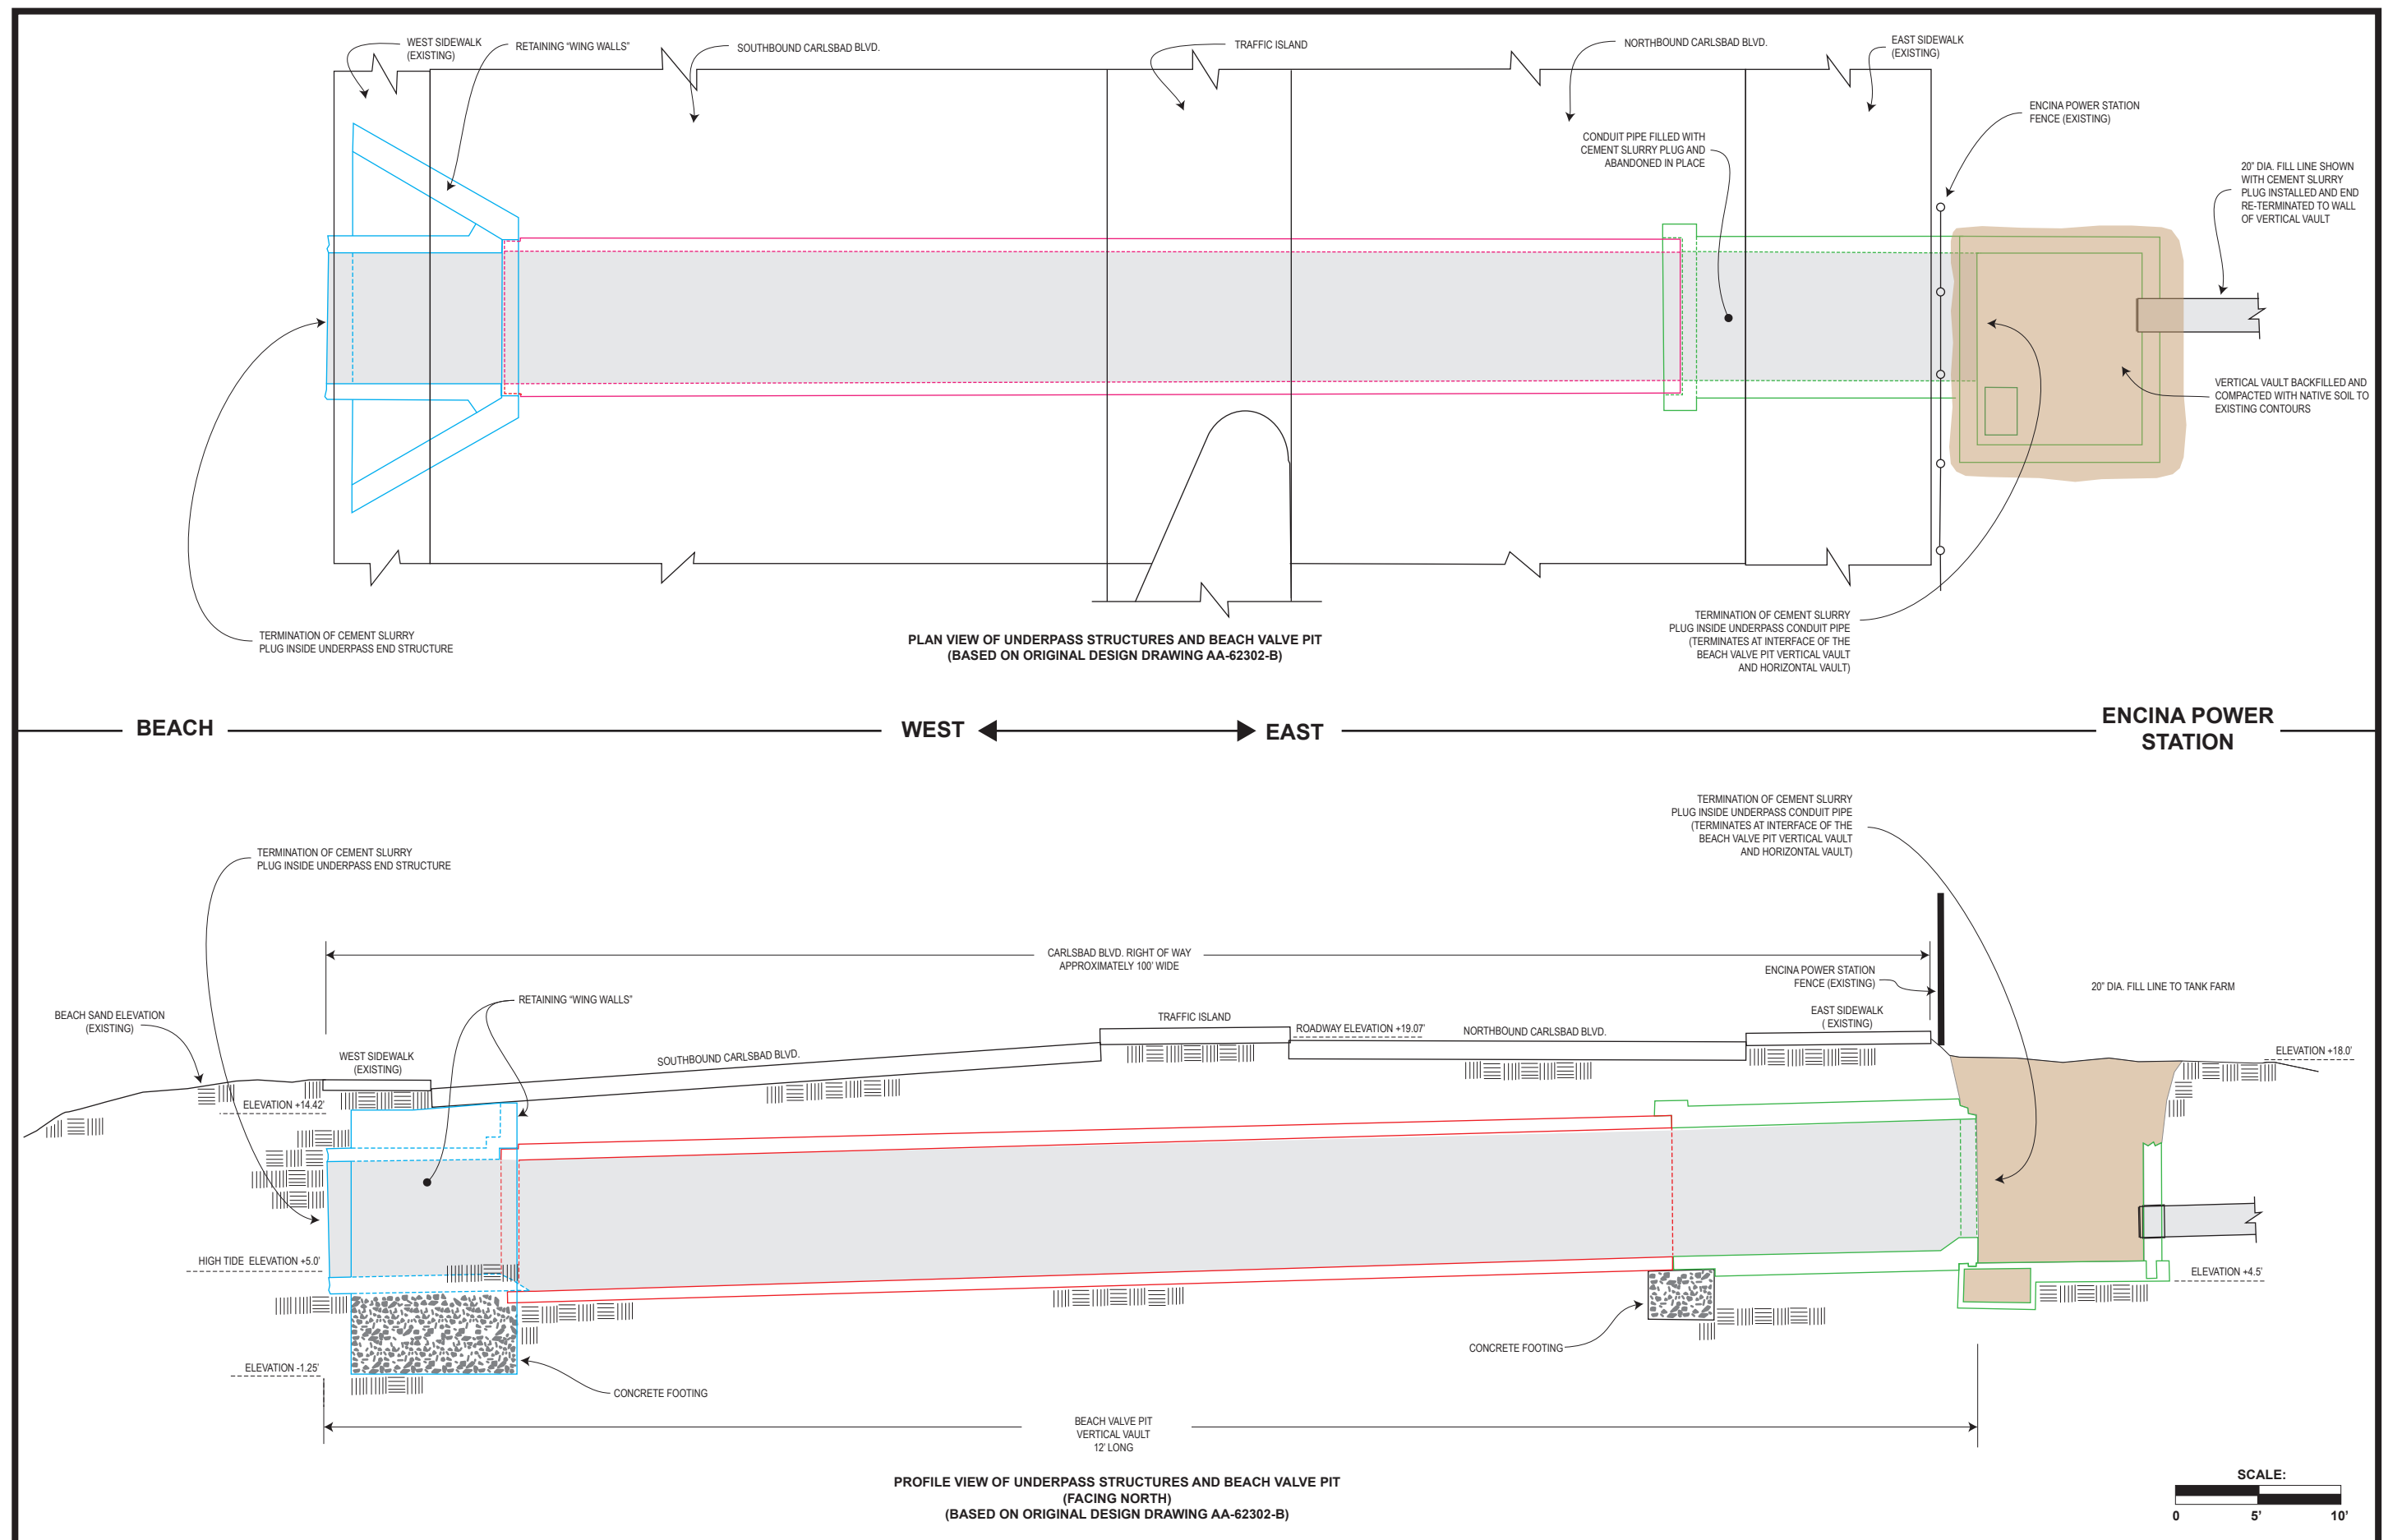 WEST SIDEWALK
(EXISTING)
RETAINING "WING WALLS"
SOUTHBOUND CARLSBAD BLVD.
TRAFFIC ISLAND
NORTHBOUND CARLSBAD BLVD.
EAST SIDEWALK
(EXISTING)
ENCINA POWER STATION
FENCE (EXISTING)
CONDUIT PIPE FILLED WITH
CEMENT SLURRY PLUG AND
ABANDONED IN PLACE
20" DIA. FILL LINE SHOWN
WITH CEMENT SLURRY
PLUG INSTALLED AND END
RE-TERMINATED TO WALL
OF VERTICAL VAULT
VERTICAL VAULT BACKFILLED AND
COMPACTED WITH NATIVE SOIL TO
EXISTING CONTOURS
TERMINATION OF CEMENT SLURRY
PLUG INSIDE UNDERPASS END STRUCTURE
PLAN VIEW OF UNDERPASS STRUCTURES AND BEACH VALVE PIT
(BASED ON ORIGINAL DESIGN DRAWING AA-62302-B)
TERMINATION OF CEMENT SLURRY
PLUG INSIDE UNDERPASS CONDUIT PIPE
(TERMINATES AT INTERFACE OF THE
BEACH VALVE PIT VERTICAL VAULT
AND HORIZONTAL VAULT)
BEACH
WEST
EAST
ENCINA POWER
STATION
TERMINATION OF CEMENT SLURRY
PLUG INSIDE UNDERPASS CONDUIT PIPE
(TERMINATES AT INTERFACE OF THE
BEACH VALVE PIT VERTICAL VAULT
AND HORIZONTAL VAULT)
TERMINATION OF CEMENT SLURRY
PLUG INSIDE UNDERPASS END STRUCTURE
CARLSBAD BLVD. RIGHT OF WAY
APPROXIMATELY 100' WIDE
ENCINA POWER STATION
FENCE (EXISTING)
20" DIA. FILL LINE TO TANK FARM
RETAINING "WING WALLS"
BEACH SAND ELEVATION
(EXISTING)
TRAFFIC ISLAND
ROADWAY ELEVATION +19.07'
NORTHBOUND CARLSBAD BLVD.
EAST SIDEWALK
( EXISTING)
WEST SIDEWALK
(EXISTING)
SOUTHBOUND CARLSBAD BLVD.
ELEVATION +18.0'
ELEVATION +14.42'
HIGH TIDE ELEVATION +5.0'
ELEVATION +4.5'
CONCRETE FOOTING
ELEVATION -1.25'
CONCRETE FOOTING
BEACH VALVE PIT
VERTICAL VAULT
12' LONG
PROFILE VIEW OF UNDERPASS STRUCTURES AND BEACH VALVE PIT
(FACING NORTH)
(BASED ON ORIGINAL DESIGN DRAWING AA-62302-B)
SCALE:
0 5' 10'